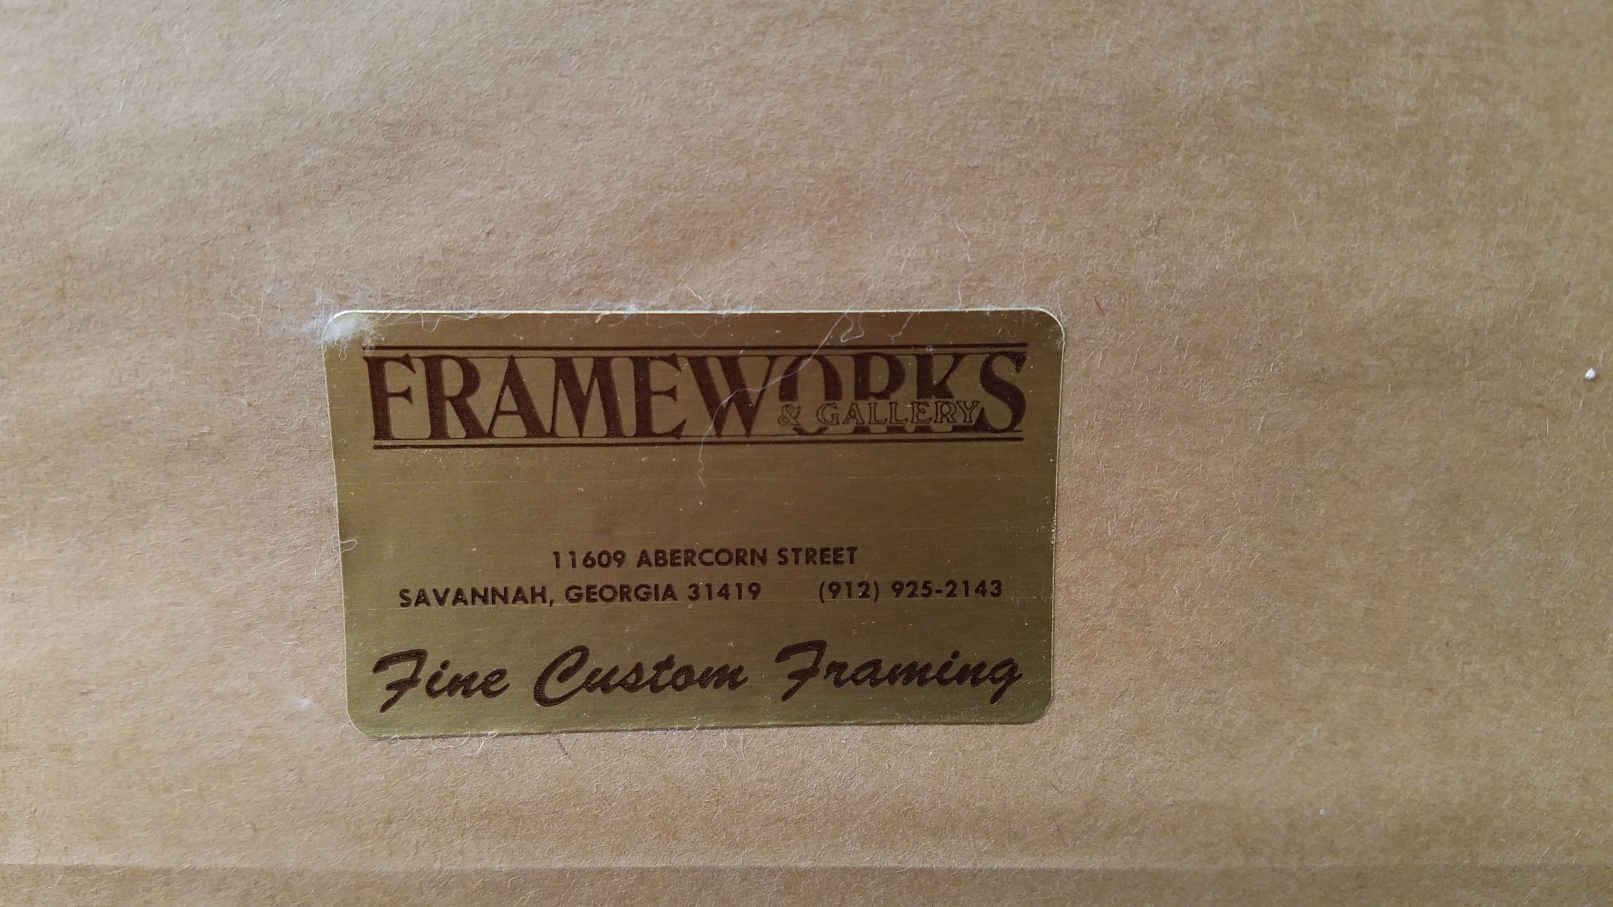 FRAMEWORKS
& GALLERY
11609 ABERCORN STREET
SAVANNAH, GEORGIA 31419 (912) 925-2143
Fine Custom Framing